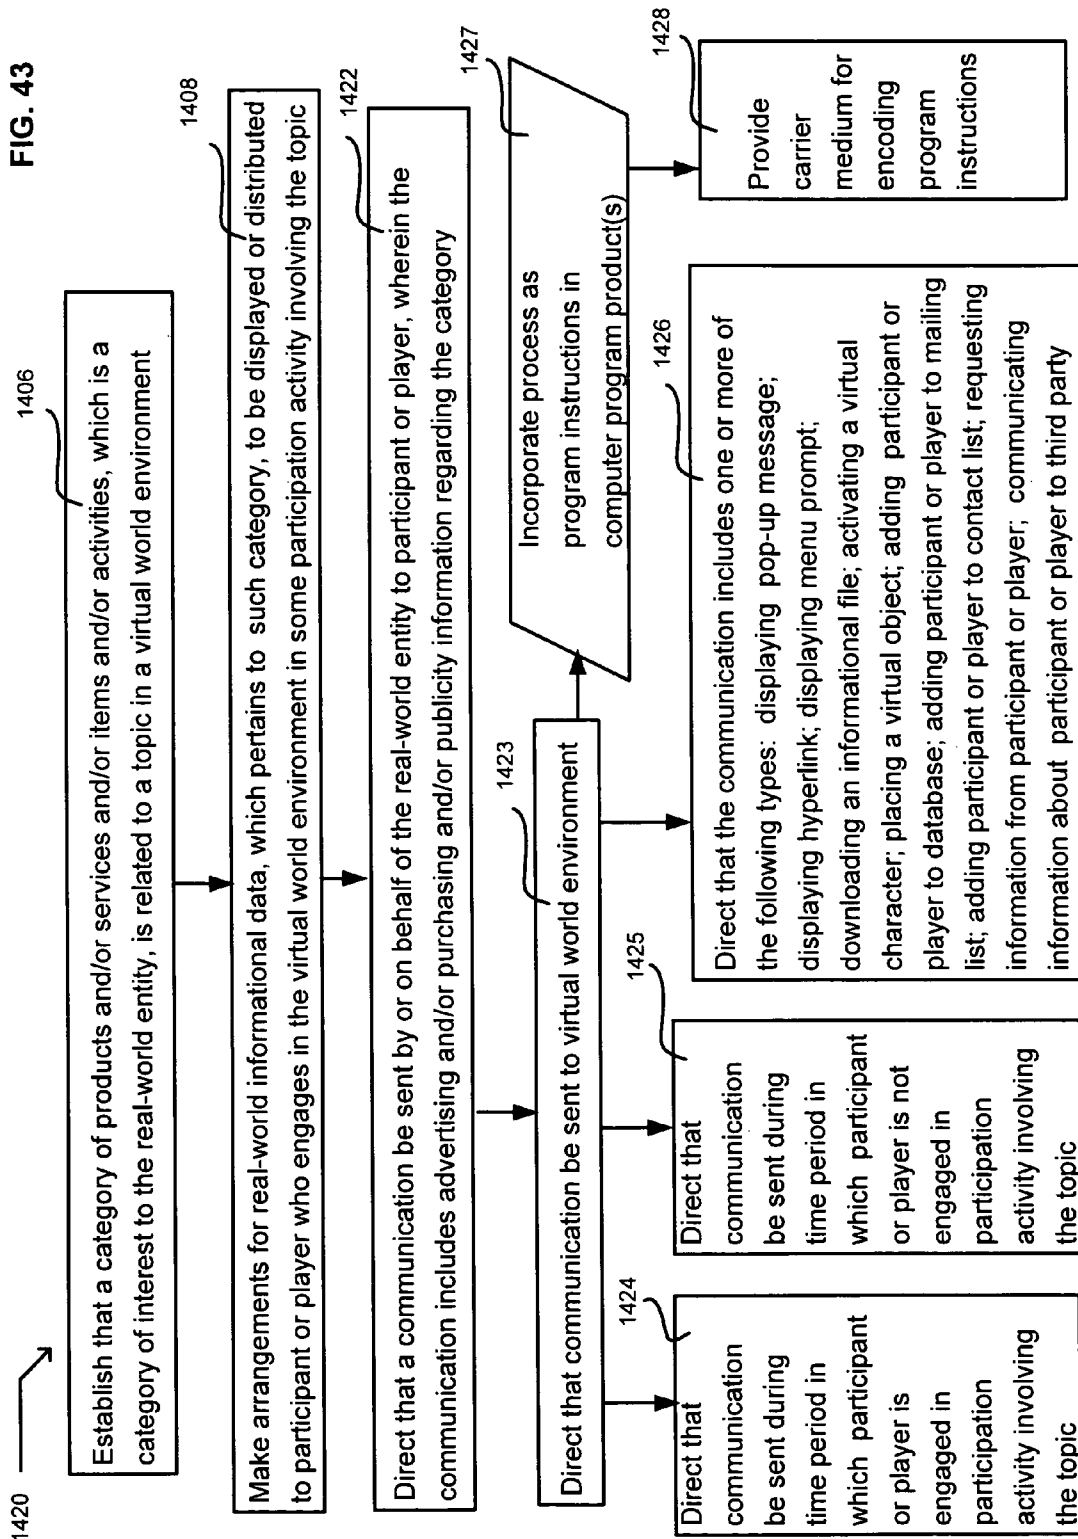 FIG. 43
1420
1406
Establish that a category of products and/or services and/or items and/or activities, which is a
category of interest to the real-world entity, is related to a topic in a virtual world environment
1408
Make arrangements for real-world informational data, which pertains to such category, to be displayed or distributed
to participant or player who engages in the virtual world environment in some participation activity involving the topic
1422
Direct that a communication be sent by or on behalf of the real-world entity to participant or player, wherein the
communication includes advertising and/or purchasing and/or publicity information regarding the category
1423
Direct that communication be sent to virtual world environment
1427
Incorporate process as
program instructions in
computer program product(s)
1424
Direct that
communication
be sent during
time period in
which participant
or player is
engaged in
participation
activity involving
the topic
1425
Direct that
communication
be sent during
time period in
which participant
or player is not
engaged in
participation
activity involving
the topic
1426
Direct that the communication includes one or more of
the following types: displaying pop-up message;
displaying hyperlink; displaying menu prompt;
downloading an informational file; activating a virtual
character; placing a virtual object; adding participant or
player to database; adding participant or player to mailing
list; adding participant or player to contact list; requesting
information from participant or player; communicating
information about participant or player to third party
1428
Provide
carrier
medium for
encoding
program
instructions